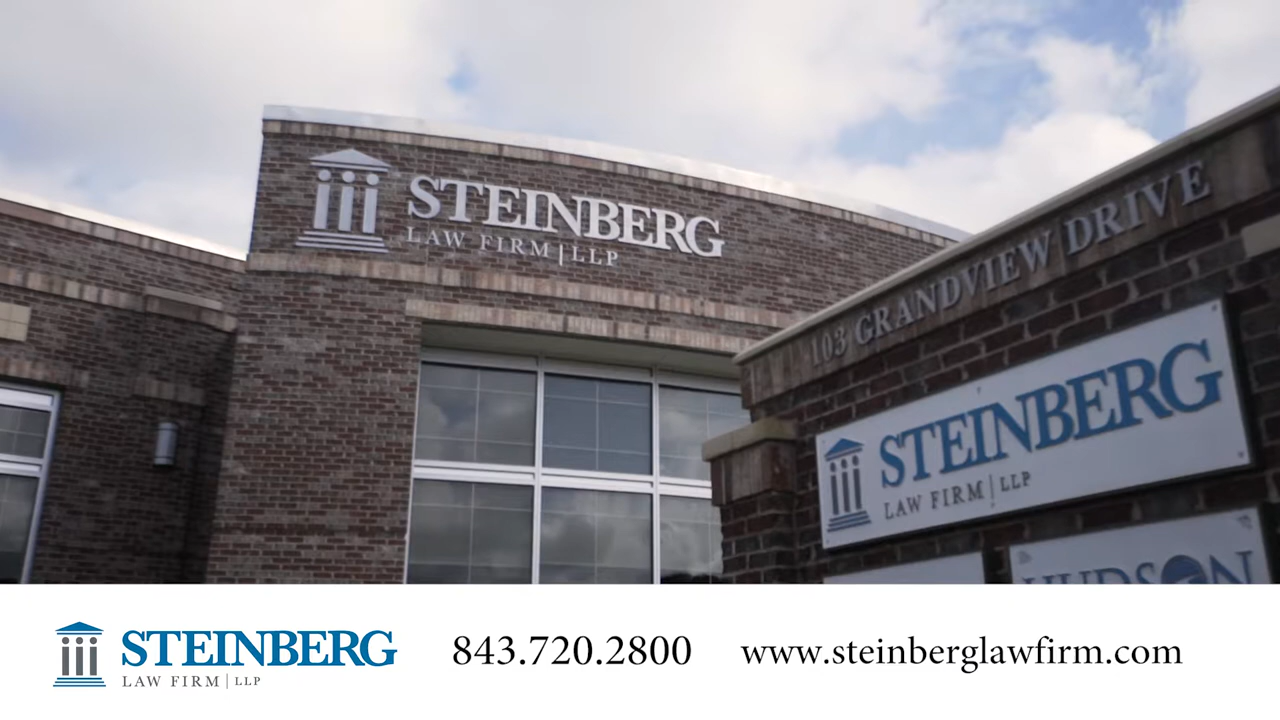 STEINBERG
LAW FIRM | LLP
103 GRANDVIEW DRIVE
STEINBERG
LAW FIRM | LLP
HUDSON
STEINBERG
LAW FIRM | LLP
843.720.2800
www.steinberglawfirm.com